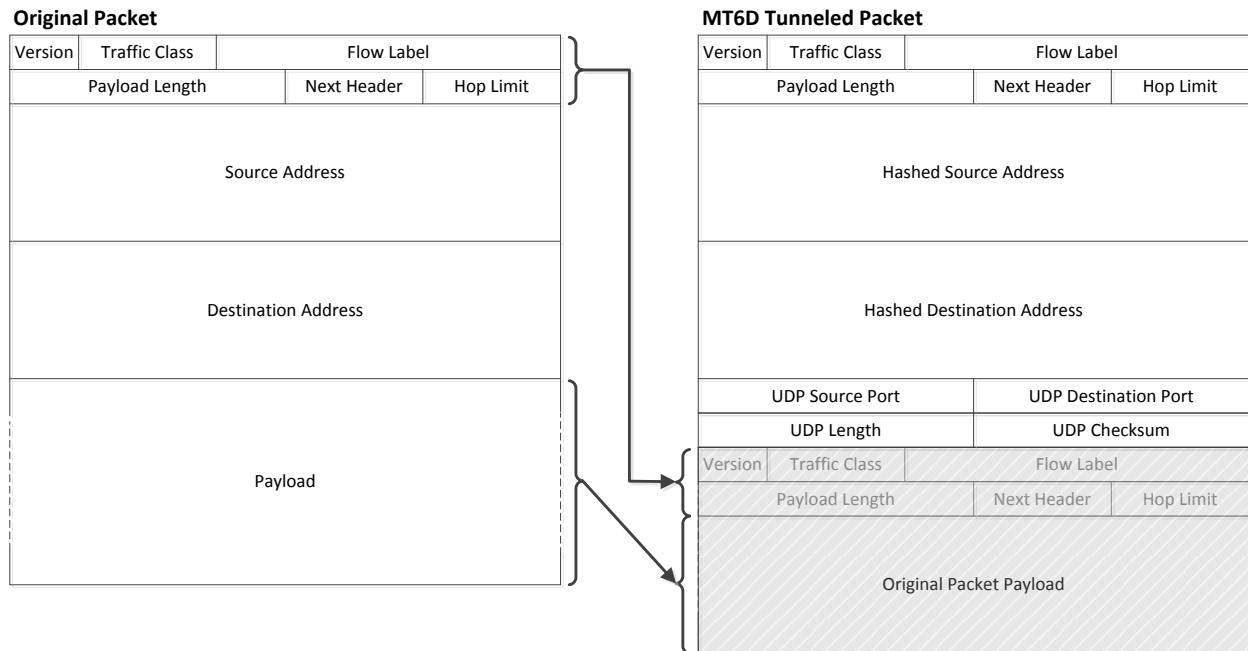 Original Packet
Version Traffic Class Flow Label
Payload Length Next Header Hop Limit
Source Address
Destination Address
Payload
MT6D Tunneled Packet
Version Traffic Class Flow Label
Payload Length Next Header Hop Limit
Hashed Source Address
Hashed Destination Address
UDP Source Port UDP Destination Port
UDP Length UDP Checksum
Version Traffic Class Flow Label
Payload Length Next Header Hop Limit
Original Packet Payload